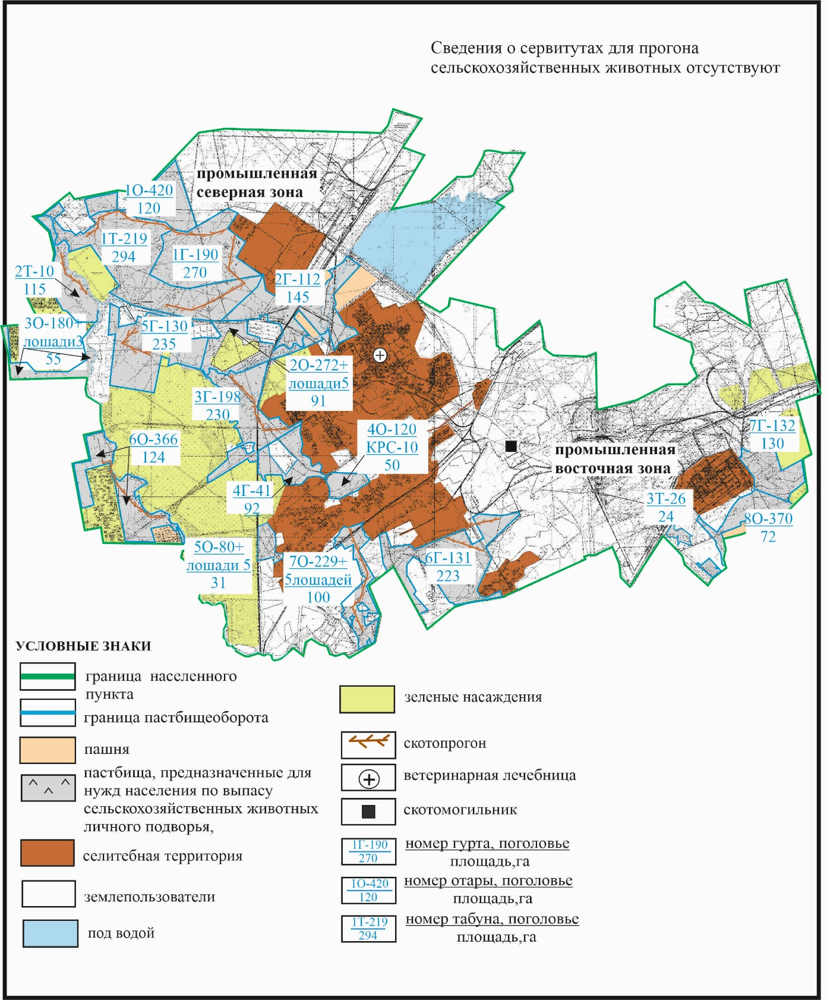 Сведения о сервитутах для прогона
сельскохозяйственных животных отсутствуют
промышленная
северная зона
1О-420
120
1Т-219
294
1Г-190
270
2Т-10
115
2Г-112
145
3О-180+
лошади3
55
5Г-130
235
2О-272+
лошади5
91
3Г-198
230
4О-120
КРС-10
50
6О-366
124
7Г-132
130
промышленная
восточная зона
4Г-41
92
3Т-26
24
8О-370
72
5О-80+
лошади 5
31
7О-229+
5лошадей
100
6Г-131
223
УСЛОВНЫЕ ЗНАКИ
граница населенного
пункта
граница пастбищеоборота
пашня
пастбища, предназначенные для
нужд населения по выпасу
сельскохозяйственных животных
личного подворья,
селитебная территория
землепользователи
под водой
зеленые насаждения
скотопрогон
ветеринарная лечебница
скотомогильник
1Г-190
270
номер гурта, поголовье
площадь,га
1О-420
120
номер отары, поголовье
площадь,га
1Т-219
294
номер табуна, поголовье
площадь,га